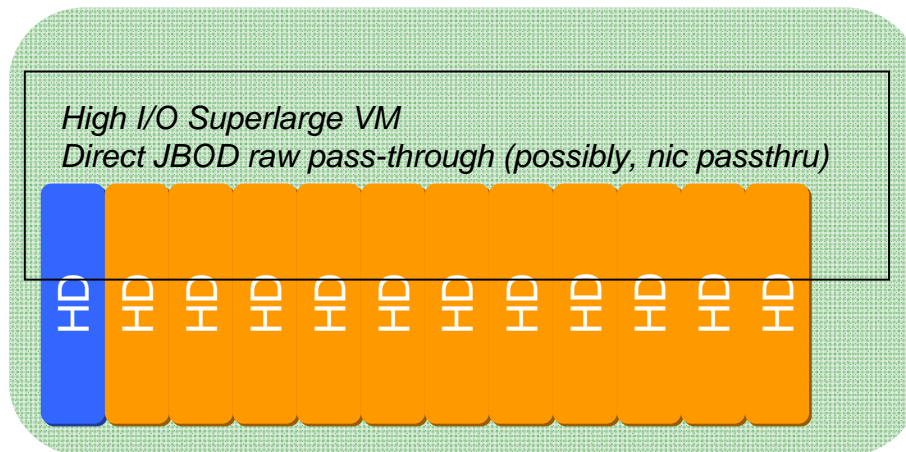 High I/O Superlarge VM
Direct JBOD raw pass-through (possibly, nic passthru)
HD HD HD HD HD HD HD HD HD HD HD HD